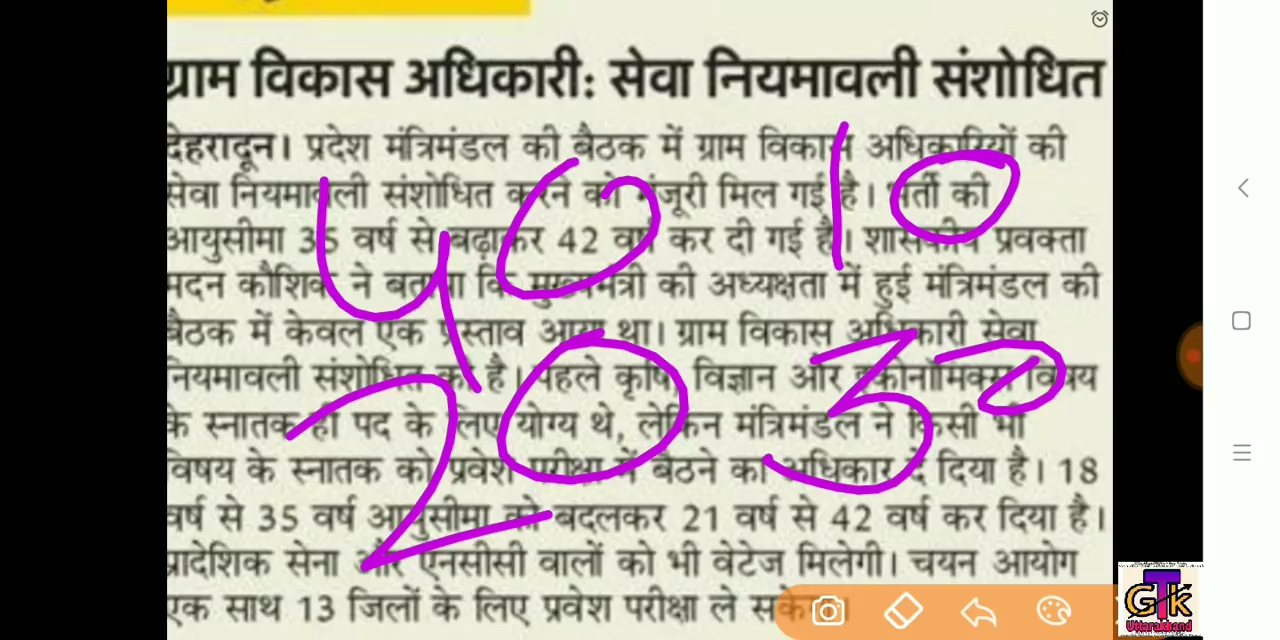 ग्राम विकास अधिकारी: सेवा नियमावली संशोधित
देहरादून। प्रदेश मंत्रिमंडल की बैठक में ग्राम विकास अधिकारियों की
सेवा नियमावली संशोधित करने को मंजूरी मिल गई है। भर्ती की
आयुसीमा 35 वर्ष से बढ़ाकर 42 वर्ष कर दी गई है। शासकीय प्रवक्ता
मदन कौशिक ने बताया कि मुख्यमंत्री की अध्यक्षता में हुई मंत्रिमंडल की
बैठक में केवल एक प्रस्ताव आया था। ग्राम विकास अधिकारी सेवा
नियमावली संशोधित की है। पहले कृषि, विज्ञान और इकोनॉमिक्स विषय
के स्नातक ही पद के लिए योग्य थे, लेकिन मंत्रिमंडल ने किसी भी
विषय के स्नातक को प्रवेश परीक्षा में बैठने का अधिकार दे दिया है। 18
वर्ष से 35 वर्ष आयुसीमा को बदलकर 21 वर्ष से 42 वर्ष कर दिया है।
प्रादेशिक सेना और एनसीसी वालों को भी वेटेज मिलेगी। चयन आयोग
एक साथ 13 जिलों के लिए प्रवेश परीक्षा ले सकेगा।
40 10
20 30
GTK
Uttarakhand